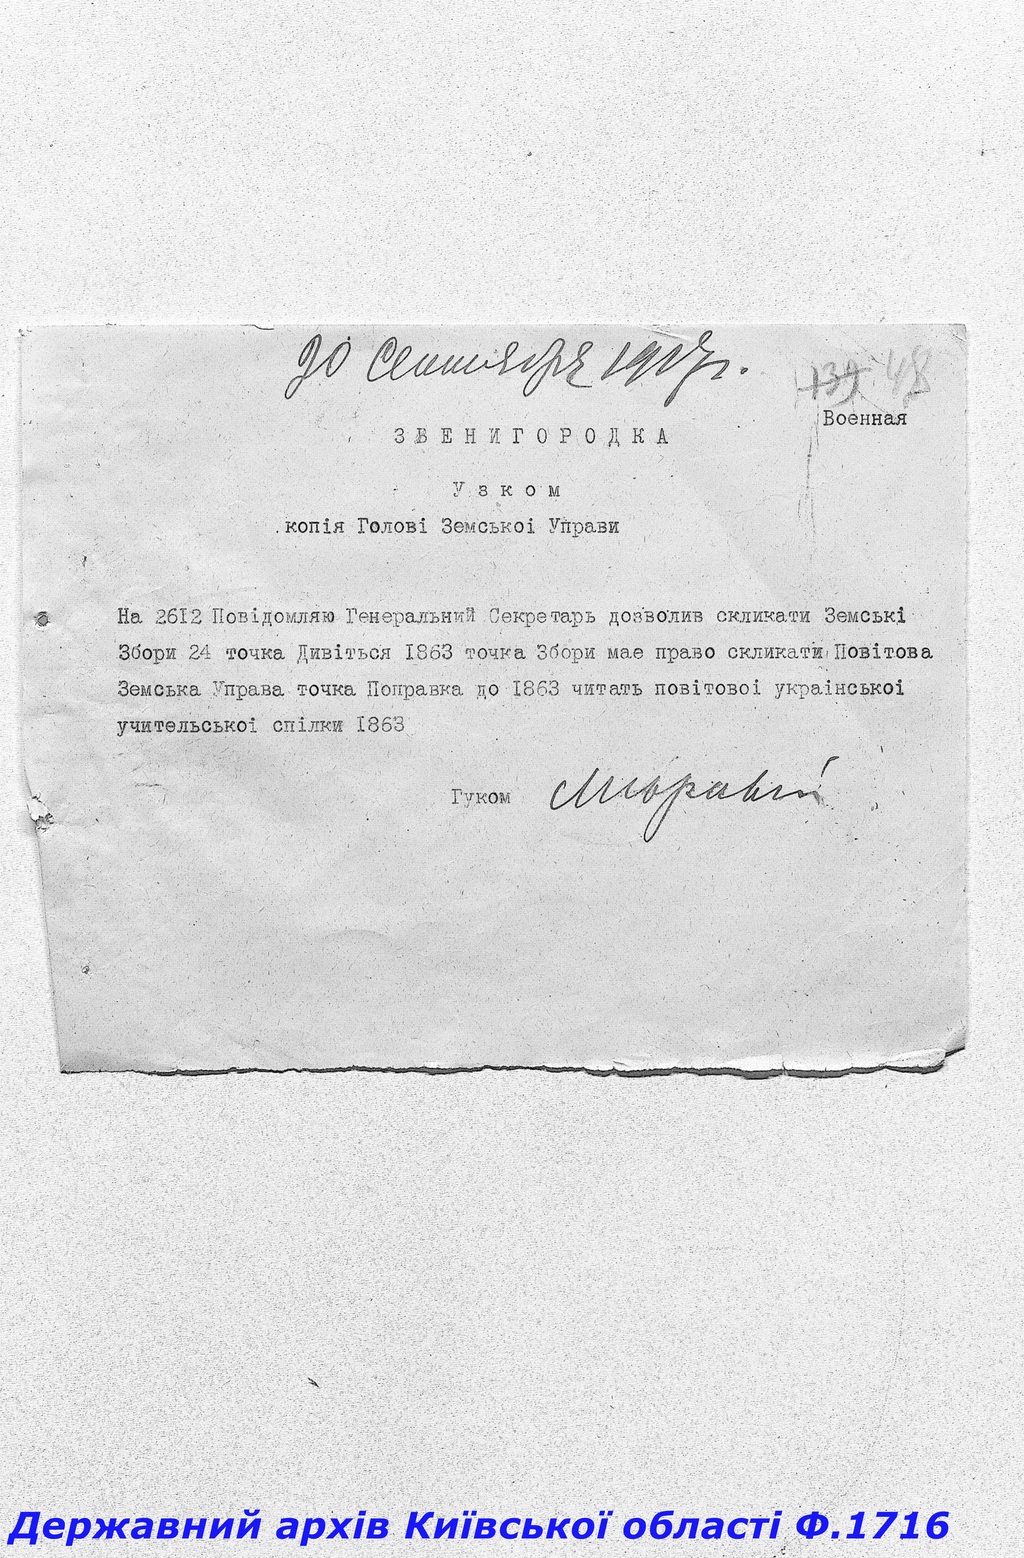 20 Сентября 1917 г.
139 48
Военная
ЗВЕНИГОРОДКА
Узком
копія Голові Земськоі Управи
На 2612 Повідомляю Генеральний Секретарь дозволив скликати Земські
Збори 24 точка Дивіться 1863 точка Збори мае право скликати Повітова
Земська Управа точка Поправка до 1863 читать повітовоі украінськоі
учительськоі спілки 1863
Гуком
Державний архів Київської області Ф.1716